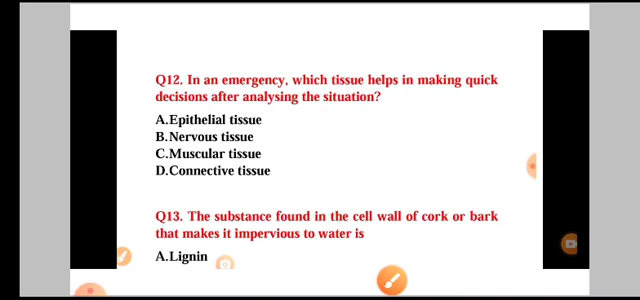 Q12. In an emergency, which tissue helps in making quick
decisions after analysing the situation?
A.Epithelial tissue
B.Nervous tissue
C.Muscular tissue
D.Connective tissue
Q13. The substance found in the cell wall of cork or bark
that makes it impervious to water is
A.Lignin